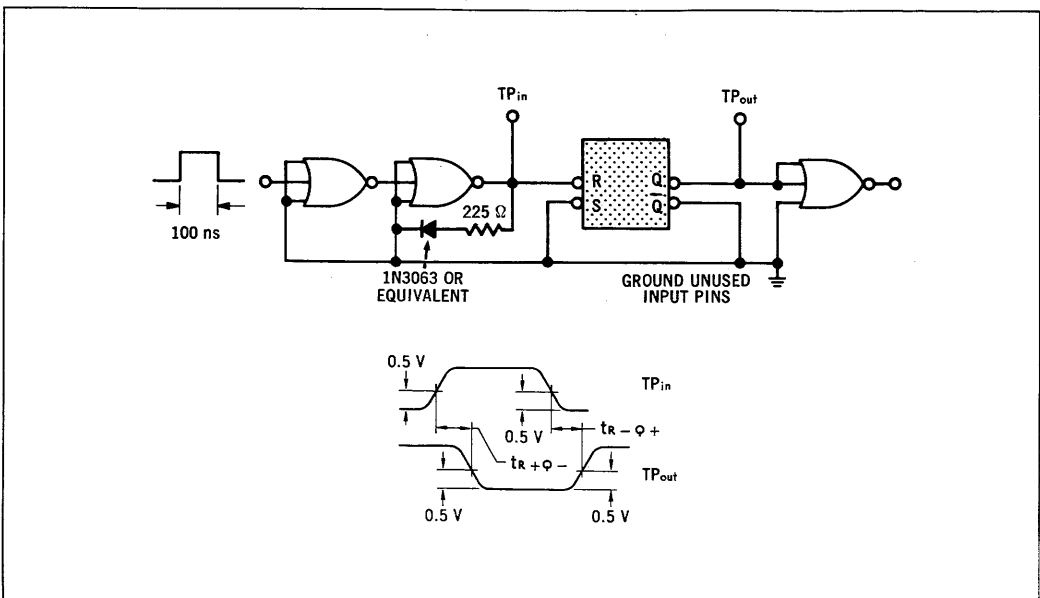 TPin
TPout
R
Q
S
Q̅
225 Ω
100 ns
1N3063 OR
EQUIVALENT
GROUND UNUSED
INPUT PINS
0.5 V
TPin
0.5 V
tR – Q +
tR + Q –
TPout
0.5 V
0.5 V